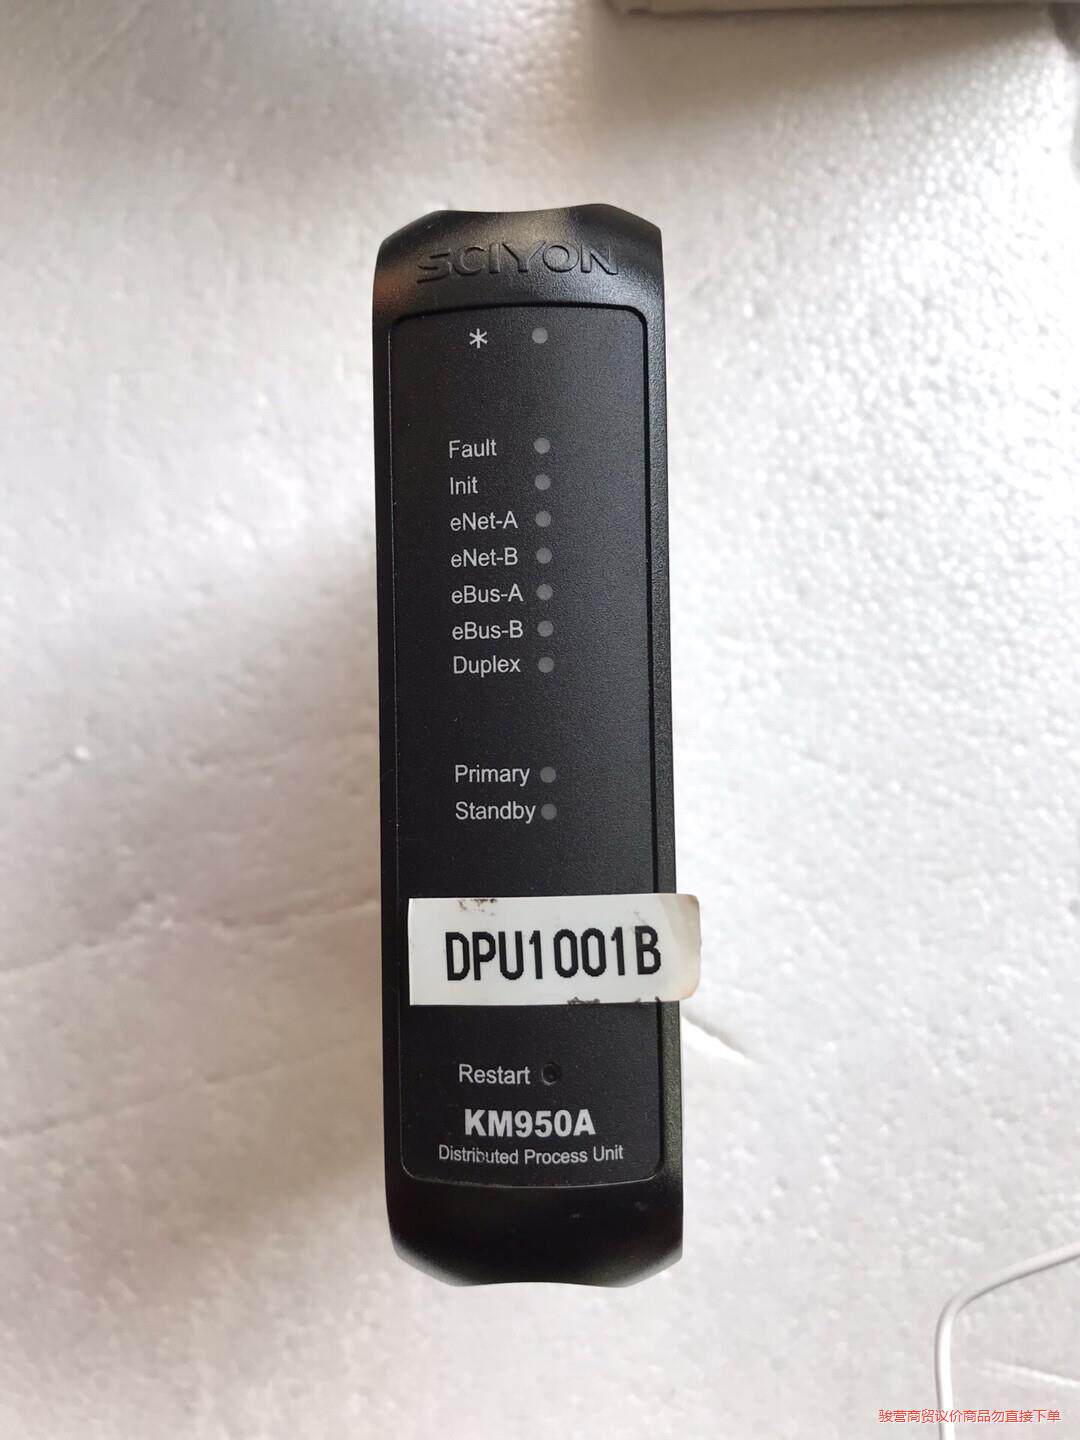 SCIYON
*
Fault
Init
eNet-A
eNet-B
eBus-A
eBus-B
Duplex
Primary
Standby
DPU1001B
Restart
KM950A
Distributed Process Unit
骏营商贸议价商品勿直接下单